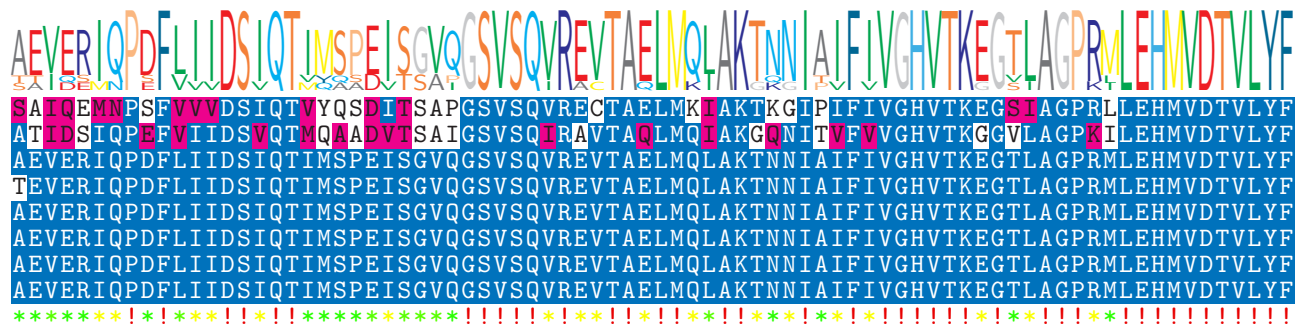 AEVERIQPDFLIIDSIQTIMSPEISGVQGSVSQVREVTAELMQLAKTNNIAIFIVGHVTKEGTLAGPRMLEHMVDTVLYF
SAIQEMNPSFVVVDSIQTVYQSDITSAPGSVSQVRECTAELMKIAKTKGIPIFIVGHVTKEGSIAGPRLLEHMVDTVLYF
ATIDSIQPEFVIIDSVQTMQAADVTSAIGSVSQIRAVTAQLMQIAKGQNITVFVVGHVTKGGVLAGPKILEHMVDTVLYF
AEVERIQPDFLIIDSIQTIMSPEISGVQGSVSQVREVTAELMQLAKTNNIAIFIVGHVTKEGTLAGPRMLEHMVDTVLYF
TEVERIQPDFLIIDSIQTIMSPEISGVQGSVSQVREVTAELMQLAKTNNIAIFIVGHVTKEGTLAGPRMLEHMVDTVLYF
AEVERIQPDFLIIDSIQTIMSPEISGVQGSVSQVREVTAELMQLAKTNNIAIFIVGHVTKEGTLAGPRMLEHMVDTVLYF
AEVERIQPDFLIIDSIQTIMSPEISGVQGSVSQVREVTAELMQLAKTNNIAIFIVGHVTKEGTLAGPRMLEHMVDTVLYF
AEVERIQPDFLIIDSIQTIMSPEISGVQGSVSQVREVTAELMQLAKTNNIAIFIVGHVTKEGTLAGPRMLEHMVDTVLYF
AEVERIQPDFLIIDSIQTIMSPEISGVQGSVSQVREVTAELMQLAKTNNIAIFIVGHVTKEGTLAGPRMLEHMVDTVLYF
*******!*!***!!*!!**********!!!!!*!**!!*!!**!!***!**!*!!!!!!*!**!!!**!!!!!!!!!!!